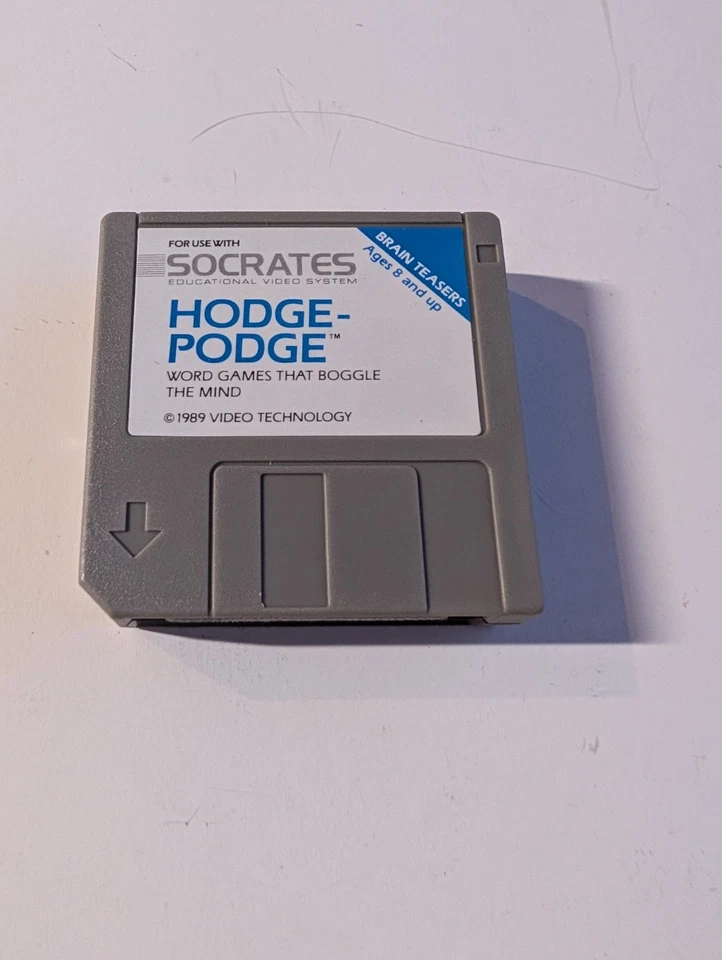 FOR USE WITH
SOCRATES
EDUCATIONAL VIDEO SYSTEM
BRAIN TEASERS
Ages 8 and up
HODGE-
PODGE™
WORD GAMES THAT BOGGLE
THE MIND
© 1989 VIDEO TECHNOLOGY